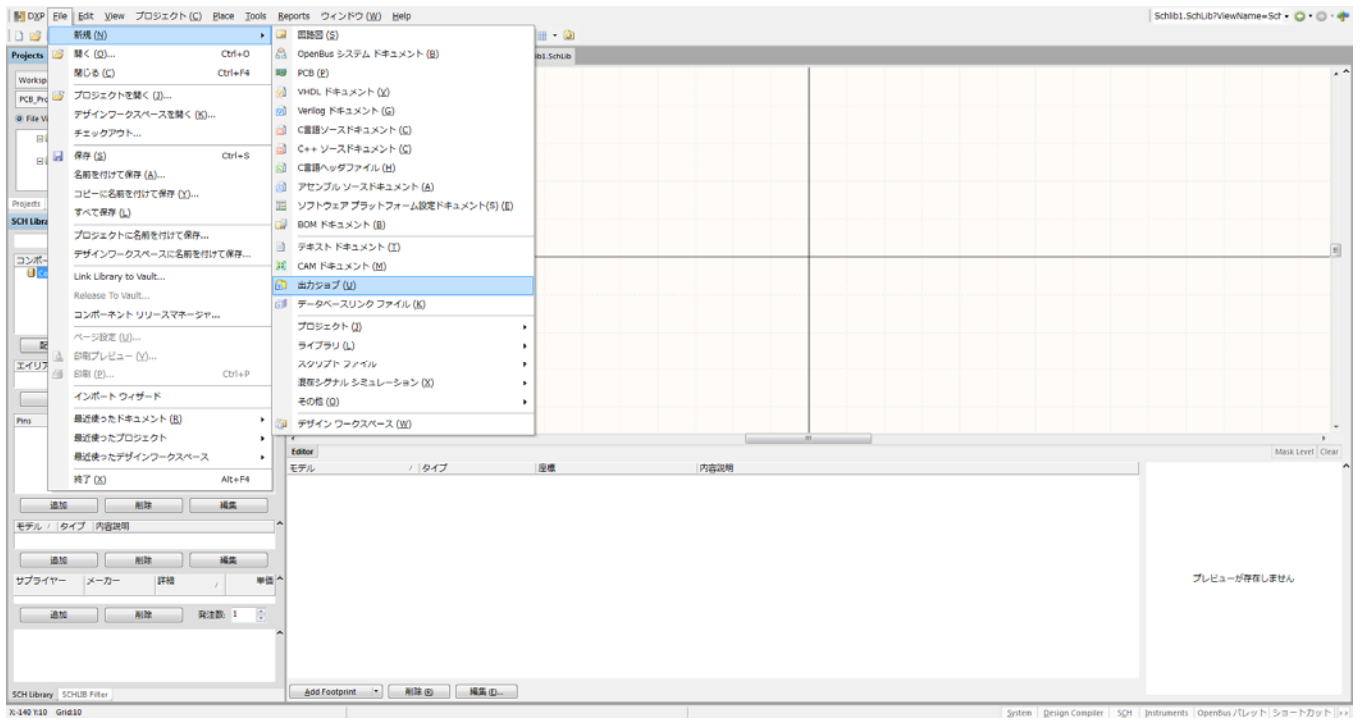 DXP File Edit View プロジェクト(C) Place Tools Reports ウィンドウ(W) Help
Schlib1.SchLib?ViewName=Sch
Projects
新規 (N)
開く (O)... Ctrl+O
閉じる (C) Ctrl+F4
プロジェクトを開く (J)...
デザインワークスペースを開く (K)...
チェックアウト...
保存 (S) Ctrl+S
名前を付けて保存 (A)...
コピーに名前を付けて保存 (Y)...
すべて保存 (L)
プロジェクトに名前を付けて保存...
デザインワークスペースに名前を付けて保存...
Link Library to Vault...
Release To Vault...
コンポーネント リリースマネージャ...
ページ設定 (U)...
印刷プレビュー (V)...
印刷 (P)... Ctrl+P
インポート ウィザード
最近使ったドキュメント (R)
最近使ったプロジェクト
最近使ったデザインワークスペース
終了 (X) Alt+F4
回路図 (S)
OpenBus システム ドキュメント (B)
PCB (P)
VHDL ドキュメント (V)
Verilog ドキュメント (G)
C言語ソースドキュメント (C)
C++ ソースドキュメント (C)
C言語ヘッダファイル (H)
アセンブル ソースドキュメント (A)
ソフトウェア プラットフォーム設定ドキュメント(S) (E)
BOM ドキュメント (B)
テキスト ドキュメント (T)
CAM ドキュメント (M)
出力ジョブ (U)
データベースリンク ファイル (K)
プロジェクト (J)
ライブラリ (L)
スクリプト ファイル
混在シグナル シミュレーション (X)
その他 (O)
デザイン ワークスペース (W)
ib1.SchLib
Worksp
PCB_Pro
File Vi
Projects
SCH Libra
コンポー
Co
配
エイリア
Pins
追加 削除 編集
モデル / タイプ 内容説明
追加 削除 編集
サプライヤー メーカー 詳細 / 単価
追加 削除 発注数: 1
SCH Library SCHLIB Filter
Editor Mask Level Clear
モデル / タイプ 座標 内容説明
プレビューが存在しません
Add Footprint 削除 (R) 編集 (E)...
X:-140 Y:10 Grid:10
System Design Compiler SCH Instruments OpenBus パレット ショートカット >>